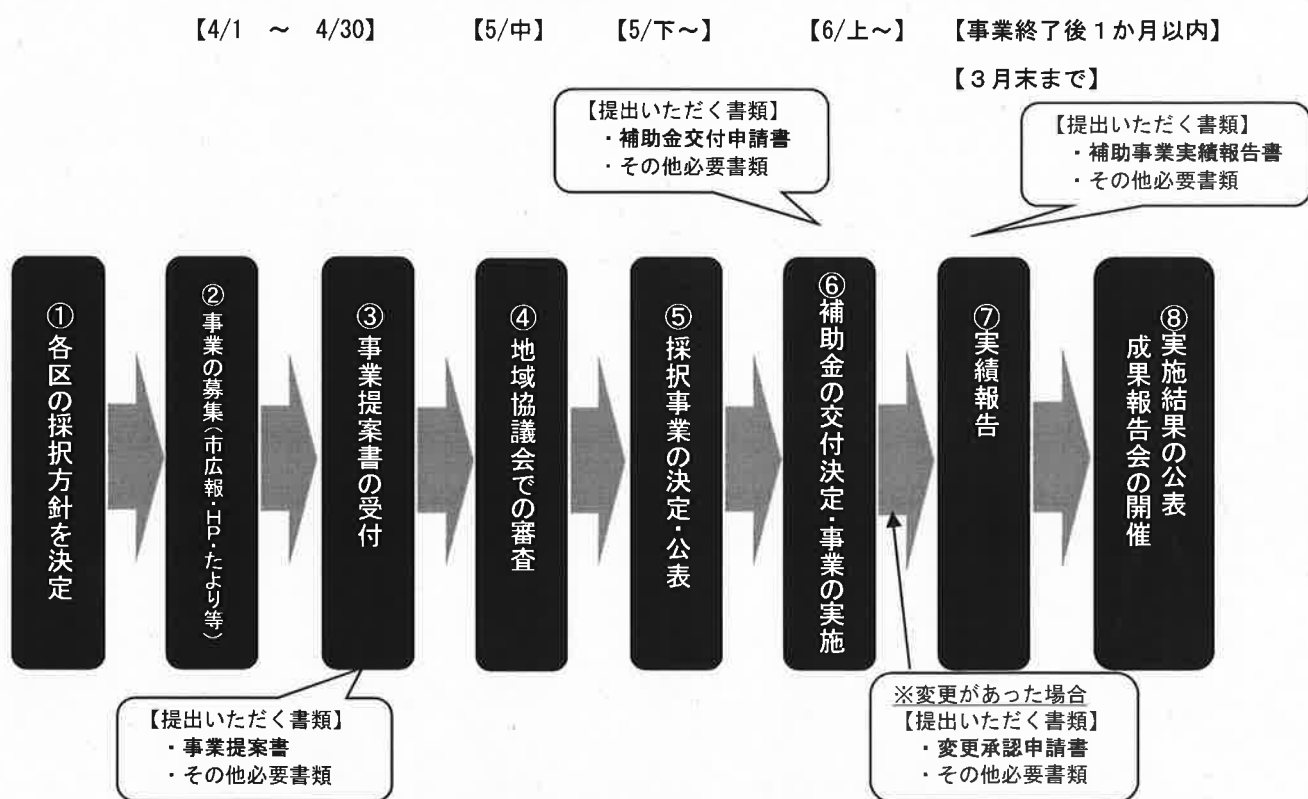 【4/1 ～ 4/30】
【5/中】
【5/下～】
【6/上～】
【事業終了後１か月以内】
【３月末まで】
【提出いただく書類】
・補助金交付申請書
・その他必要書類
【提出いただく書類】
・補助事業実績報告書
・その他必要書類
①各区の採択方針を決定
②事業の募集（市広報・HP・たより等）
③事業提案書の受付
④地域協議会での審査
⑤採択事業の決定・公表
⑥補助金の交付決定・事業の実施
⑦実績報告
⑧実施結果の公表
成果報告会の開催
【提出いただく書類】
・事業提案書
・その他必要書類
※変更があった場合
【提出いただく書類】
・変更承認申請書
・その他必要書類